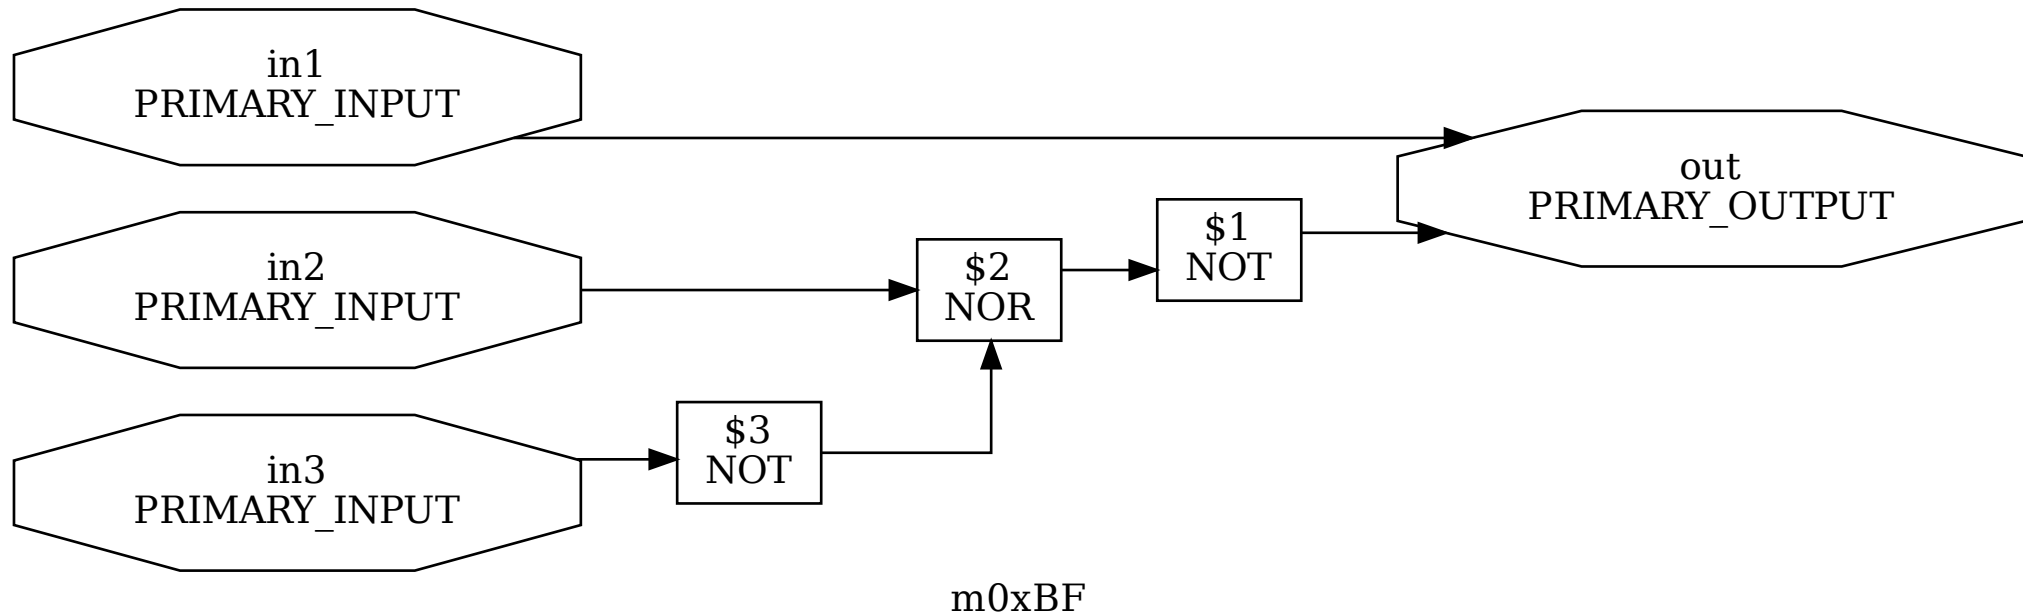 in1
PRIMARY_INPUT
out
PRIMARY_OUTPUT
$1
NOT
in2
PRIMARY_INPUT
$2
NOR
$3
NOT
in3
PRIMARY_INPUT
m0xBF